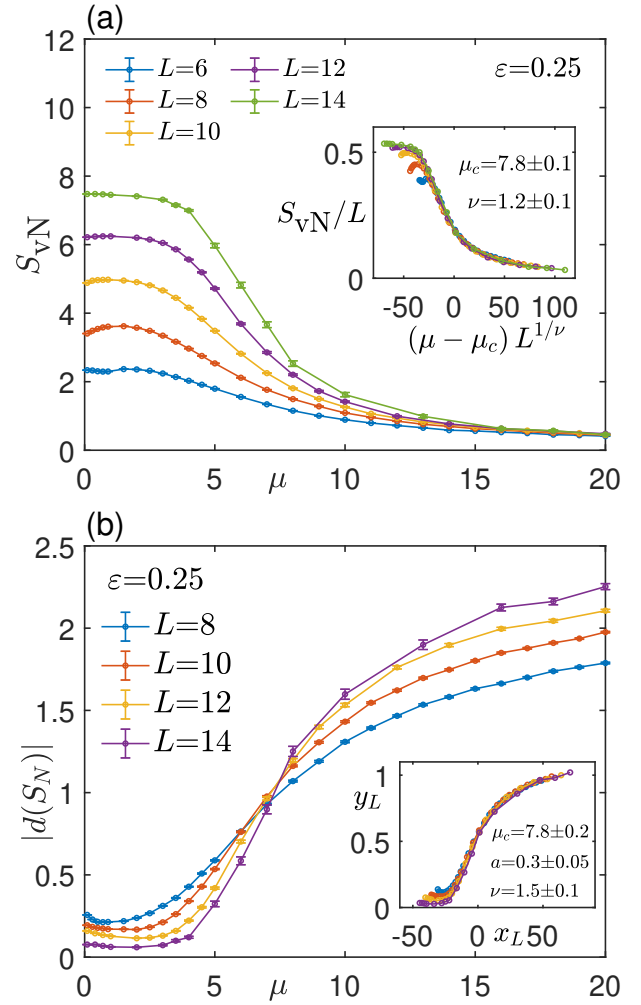 (a)
12
10
8
6
4
2
0
S_vN
L=6
L=8
L=10
L=12
L=14
ε=0.25
0.5
0
S_vN/L
μ_c=7.8±0.1
ν=1.2±0.1
-50 0 50 100
(μ − μ_c) L^{1/ν}
0 5 10 15 20
μ
(b)
2.5
2
1.5
1
0.5
0
|d(S_N)|
ε=0.25
L=8
L=10
L=12
L=14
1
0.5
0
y_L
μ_c=7.8±0.2
a=0.3±0.05
ν=1.5±0.1
-50 0 50
x_L
0 5 10 15 20
μ